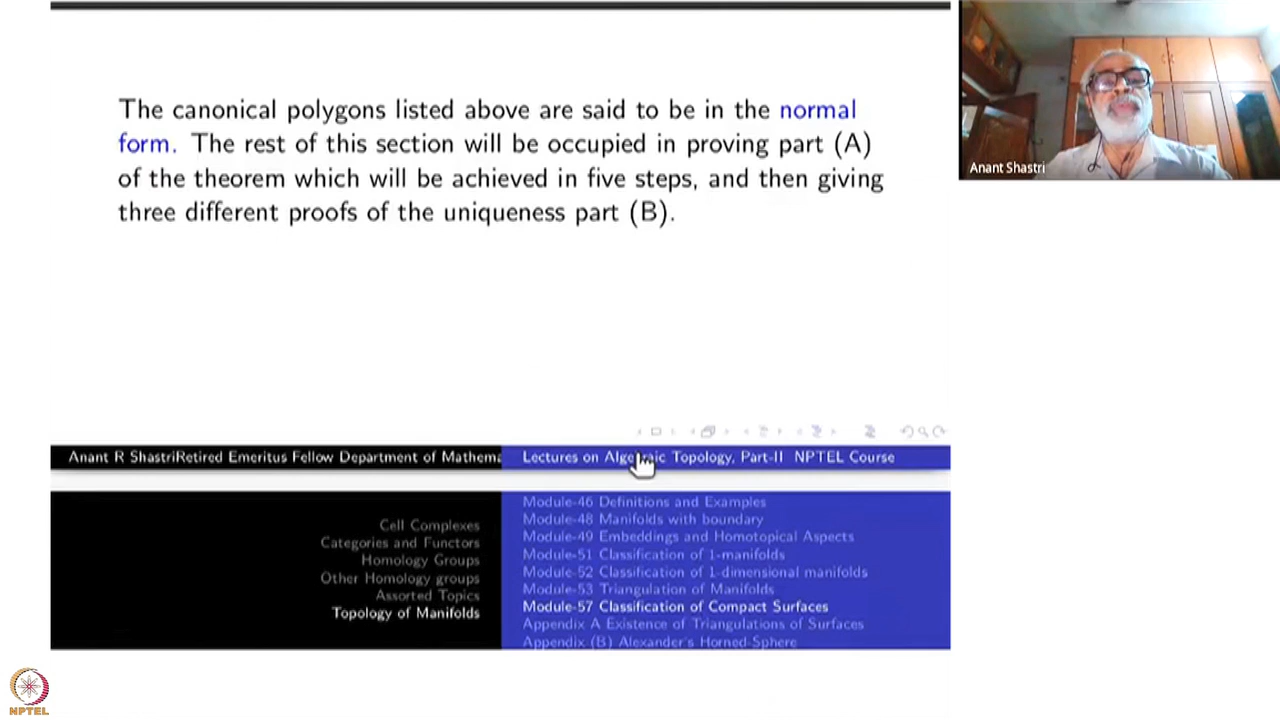 The canonical polygons listed above are said to be in the normal
form. The rest of this section will be occupied in proving part (A)
of the theorem which will be achieved in five steps, and then giving
three different proofs of the uniqueness part (B).
Anant Shastri
Anant R ShastriRetired Emeritus Fellow Department of Mathema
Lectures on Algebraic Topology, Part-II NPTEL Course
Cell Complexes
Categories and Functors
Homology Groups
Other Homology groups
Assorted Topics
Topology of Manifolds
Module-46 Definitions and Examples
Module-48 Manifolds with boundary
Module-49 Embeddings and Homotopical Aspects
Module-51 Classification of 1-manifolds
Module-52 Classification of 1-dimensional manifolds
Module-53 Triangulation of Manifolds
Module-57 Classification of Compact Surfaces
Appendix A Existence of Triangulations of Surfaces
Appendix (B) Alexander's Horned-Sphere
NPTEL